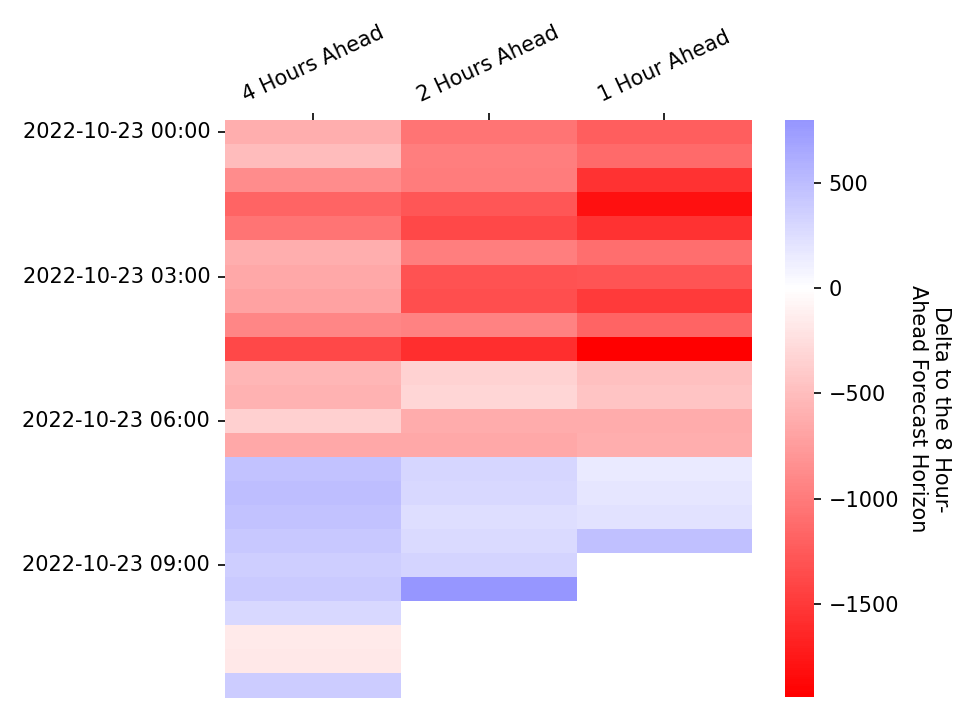 4 Hours Ahead
2 Hours Ahead
1 Hour Ahead
2022-10-23 00:00
2022-10-23 03:00
2022-10-23 06:00
2022-10-23 09:00
500
0
−500
−1000
−1500
Delta to the 8 Hour-
Ahead Forecast Horizon